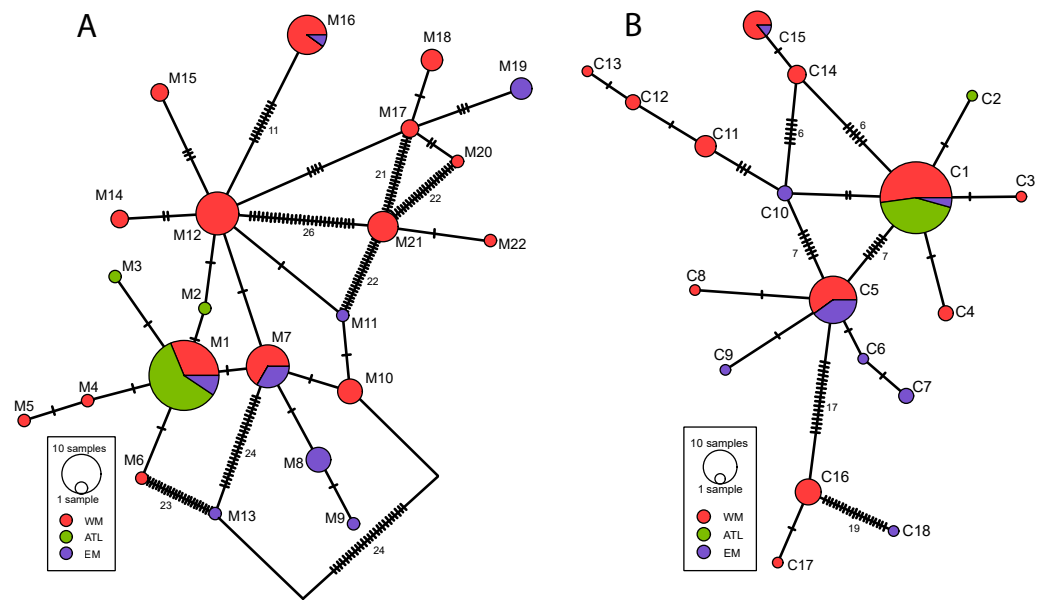 A
M16
M18
M19
M15
11
M17
M20
21
22
M14
M12
26
M21
M22
22
M3
M2
M11
M1
M7
M10
M4
M5
24
M6
M8
23
M13
M9
24
10 samples
1 sample
WM
ATL
EM
B
C15
C13
C14
C12
C2
6
6
C11
C1
C3
C10
7
7
C8
C5
C4
C9
C6
C7
17
10 samples
1 sample
C16
19
C18
C17
WM
ATL
EM